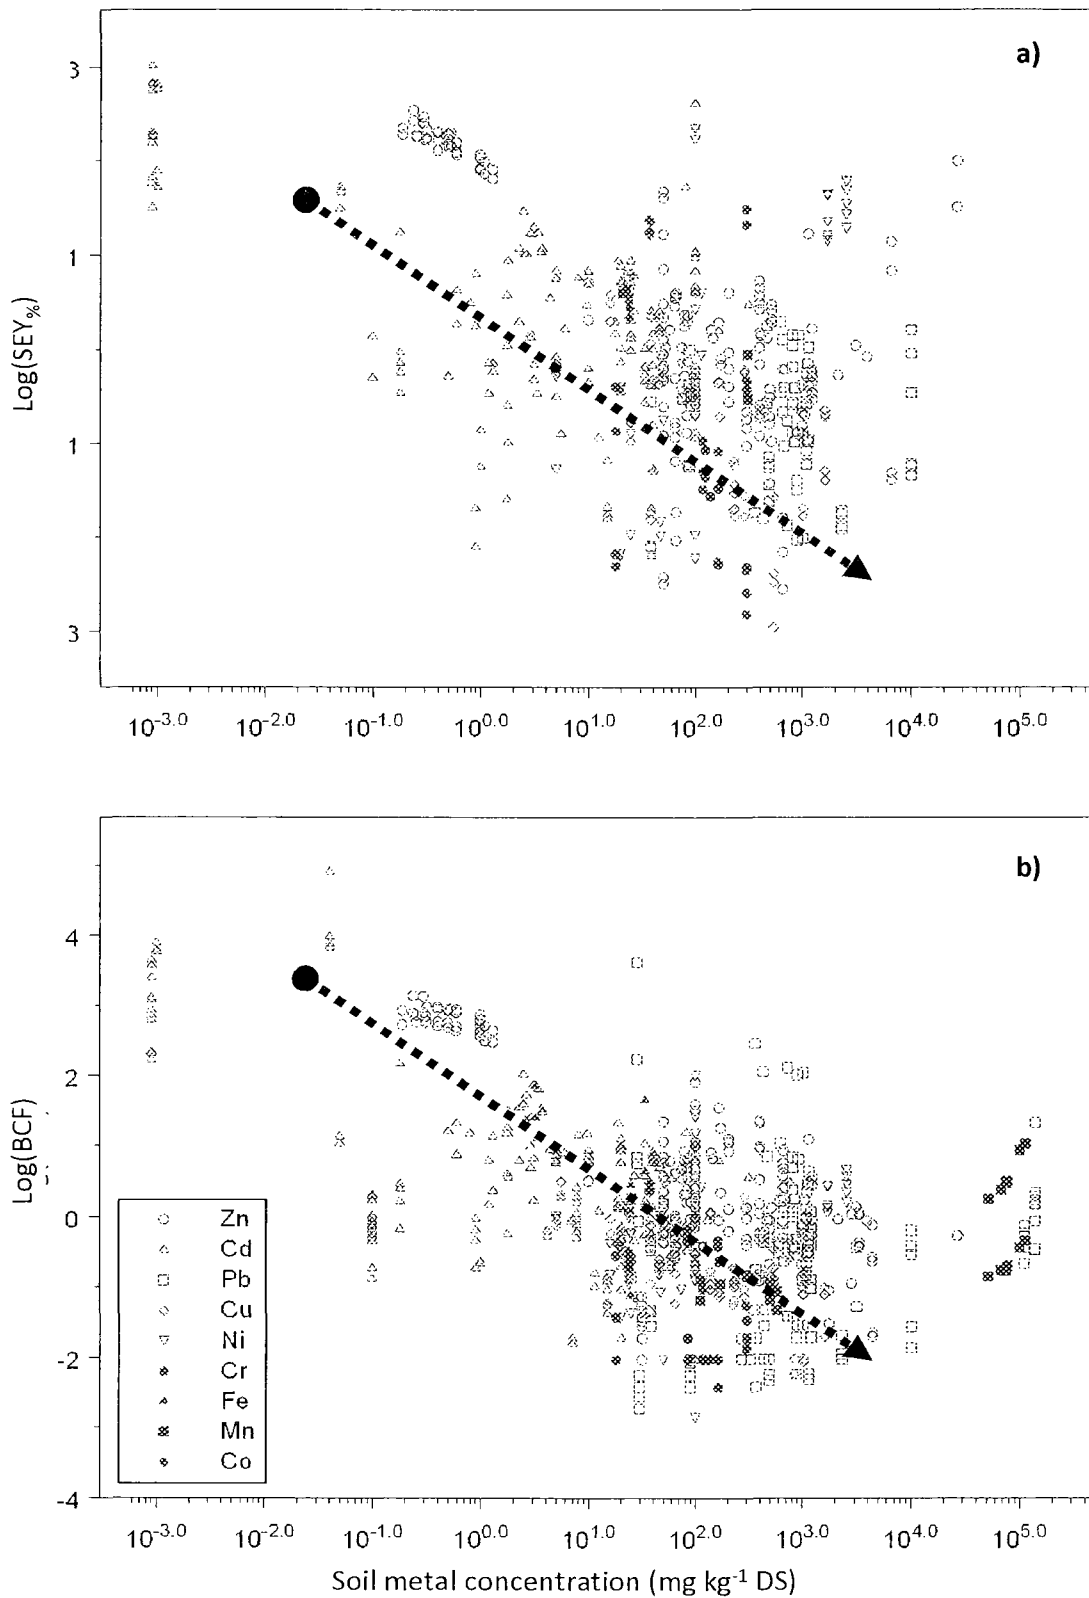 a)
3
1
1
3
Log(SEY%)
10-3.0 10-2.0 10-1.0 100.0 101.0 102.0 103.0 104.0 105.0
b)
4
2
0
-2
-4
Log(BCF)
Zn
Cd
Pb
Cu
Ni
Cr
Fe
Mn
Co
10-3.0 10-2.0 10-1.0 100.0 101.0 102.0 103.0 104.0 105.0
Soil metal concentration (mg kg-1 DS)